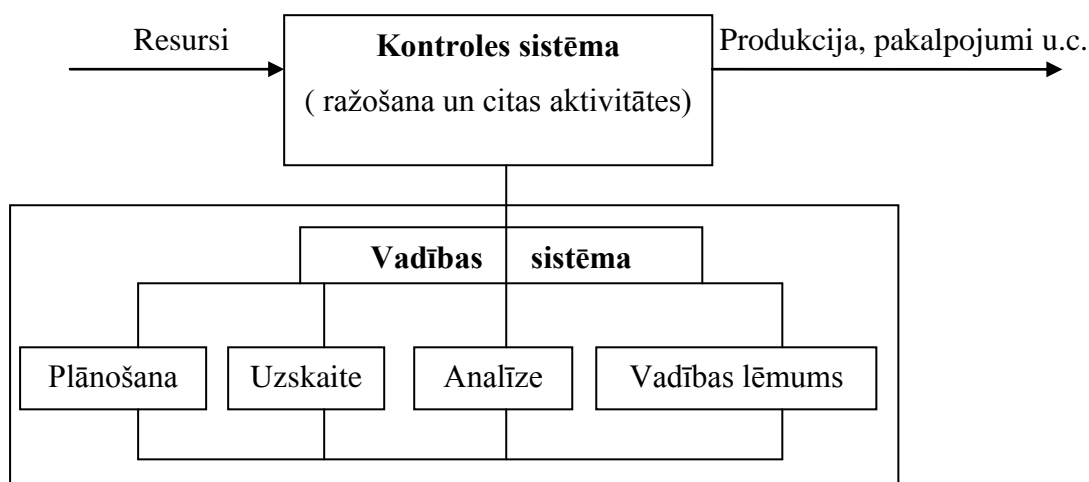 Resursi
Kontroles sistēma
Produkcija, pakalpojumi u.c.
( ražošana un citas aktivitātes)
Vadības sistēma
Plānošana
Uzskaite
Analīze
Vadības lēmums